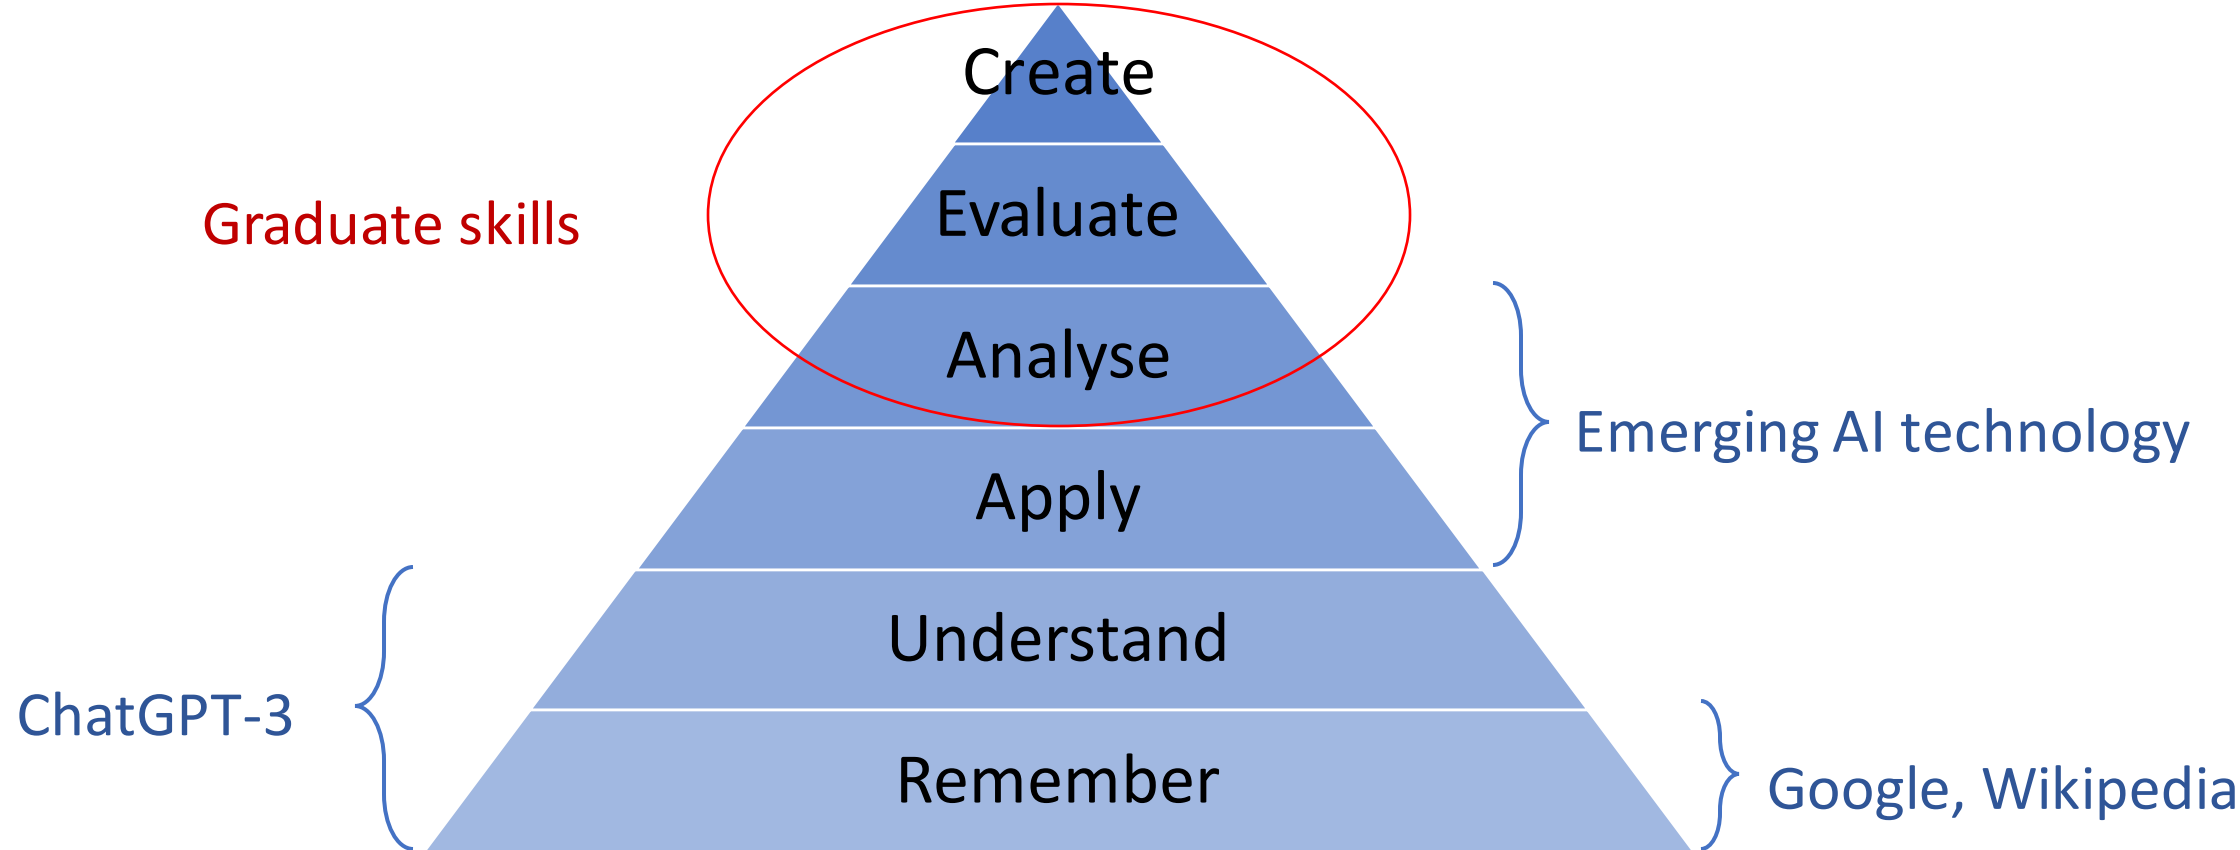 Create
Evaluate
Graduate skills
Analyse
Emerging AI technology
Apply
Understand
ChatGPT-3
Remember
Google, Wikipedia